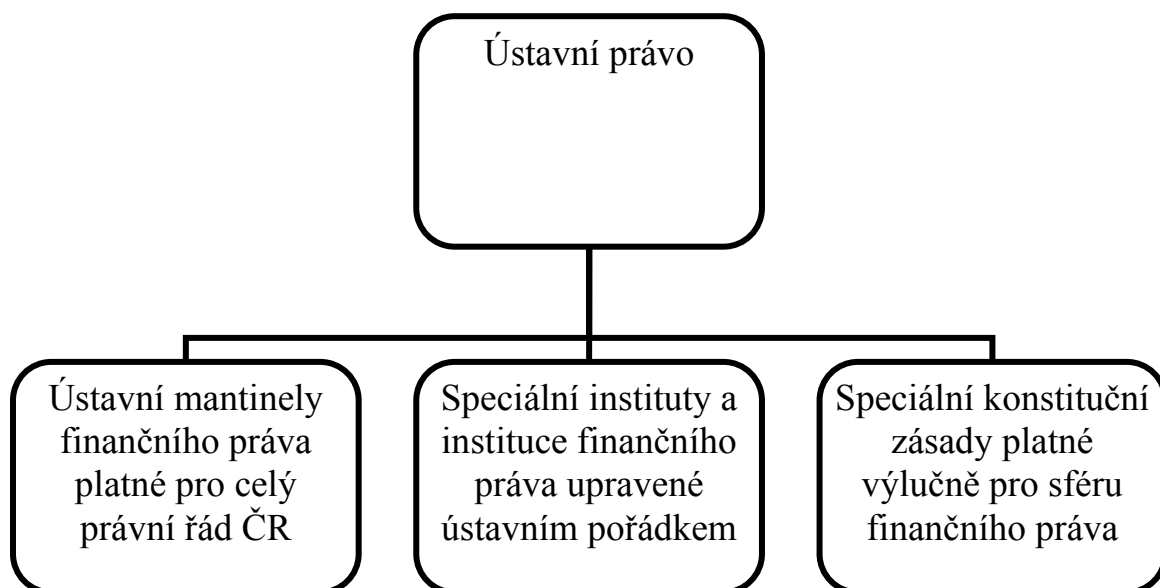 Ústavní právo
Ústavní mantinely
finančního práva
platné pro celý
právní řád ČR
Speciální instituty a
instituce finančního
práva upravené
ústavním pořádkem
Speciální konstituční
zásady platné
výlučně pro sféru
finančního práva